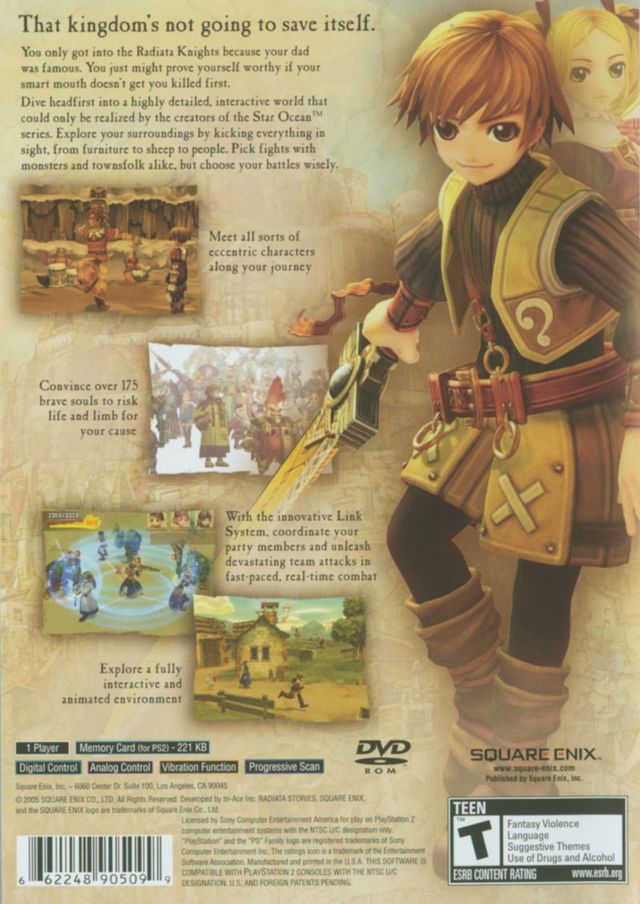 That kingdom's not going to save itself.
You only got into the Radiata Knights because your dad
was famous. You just might prove yourself worthy if your
smart mouth doesn't get you killed first.
Dive headfirst into a highly detailed, interactive world that
could only be realized by the creators of the Star Ocean™
series. Explore your surroundings by kicking everything in
sight, from furniture to sheep to people. Pick fights with
monsters and townsfolk alike, but choose your battles wisely.
Meet all sorts of
eccentric characters
along your journey
Convince over 175
brave souls to risk
life and limb for
your cause
With the innovative Link
System, coordinate your
party members and unleash
devastating team attacks in
fast-paced, real-time combat
Explore a fully
interactive and
animated environment
1 Player
Memory Card (for PS2) - 221 KB
Digital Control
Analog Control
Vibration Function
Progressive Scan
DVD
ROM
SQUARE ENIX™
www.square-enix.com
Published by Square Enix, Inc.
Square Enix, Inc. – 6060 Center Dr. Suite 100, Los Angeles, CA 90045
© 2005 SQUARE ENIX CO., LTD. All Rights Reserved. Developed by tri-Ace Inc. RADIATA STORIES, SQUARE ENIX,
and the SQUARE ENIX logo are trademarks of Square Enix Co., Ltd.
Licensed by Sony Computer Entertainment America for play on PlayStation 2
computer entertainment systems with the NTSC U/C designation only.
"PlayStation" and the "PS" Family logo are registered trademarks of Sony
Computer Entertainment Inc. The ratings icon is a trademark of the Entertainment
Software Association. Manufactured and printed in the U.S.A. THIS SOFTWARE IS
COMPATIBLE WITH PLAYSTATION 2 CONSOLES WITH THE NTSC U/C
DESIGNATION. U.S. AND FOREIGN PATENTS PENDING.
6 62248 90509 9
TEEN
T
™
Fantasy Violence
Language
Suggestive Themes
Use of Drugs and Alcohol
ESRB CONTENT RATING
www.esrb.org